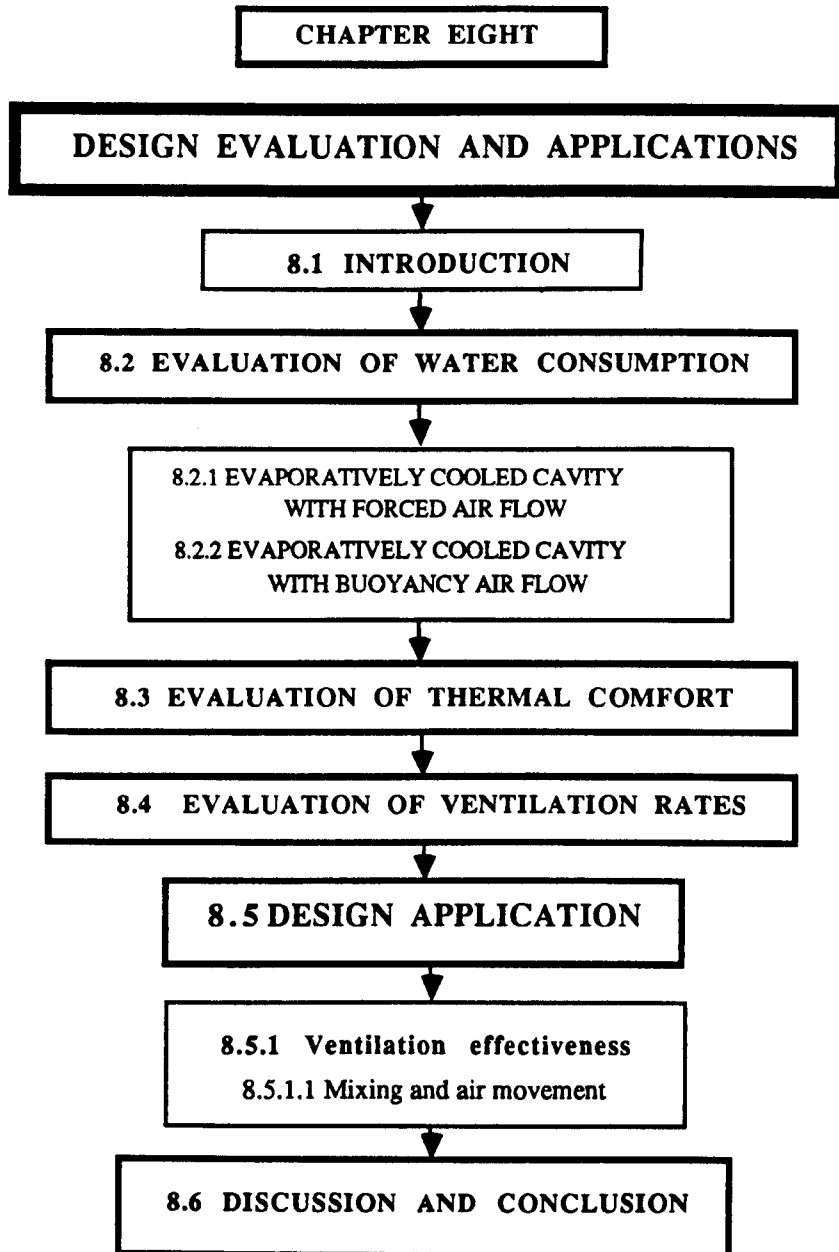 CHAPTER EIGHT
DESIGN EVALUATION AND APPLICATIONS
8.1 INTRODUCTION
8.2 EVALUATION OF WATER CONSUMPTION
8.2.1 EVAPORATIVELY COOLED CAVITY
WITH FORCED AIR FLOW
8.2.2 EVAPORATIVELY COOLED CAVITY
WITH BUOYANCY AIR FLOW
8.3 EVALUATION OF THERMAL COMFORT
8.4 EVALUATION OF VENTILATION RATES
8.5 DESIGN APPLICATION
8.5.1 Ventilation effectiveness
8.5.1.1 Mixing and air movement
8.6 DISCUSSION AND CONCLUSION